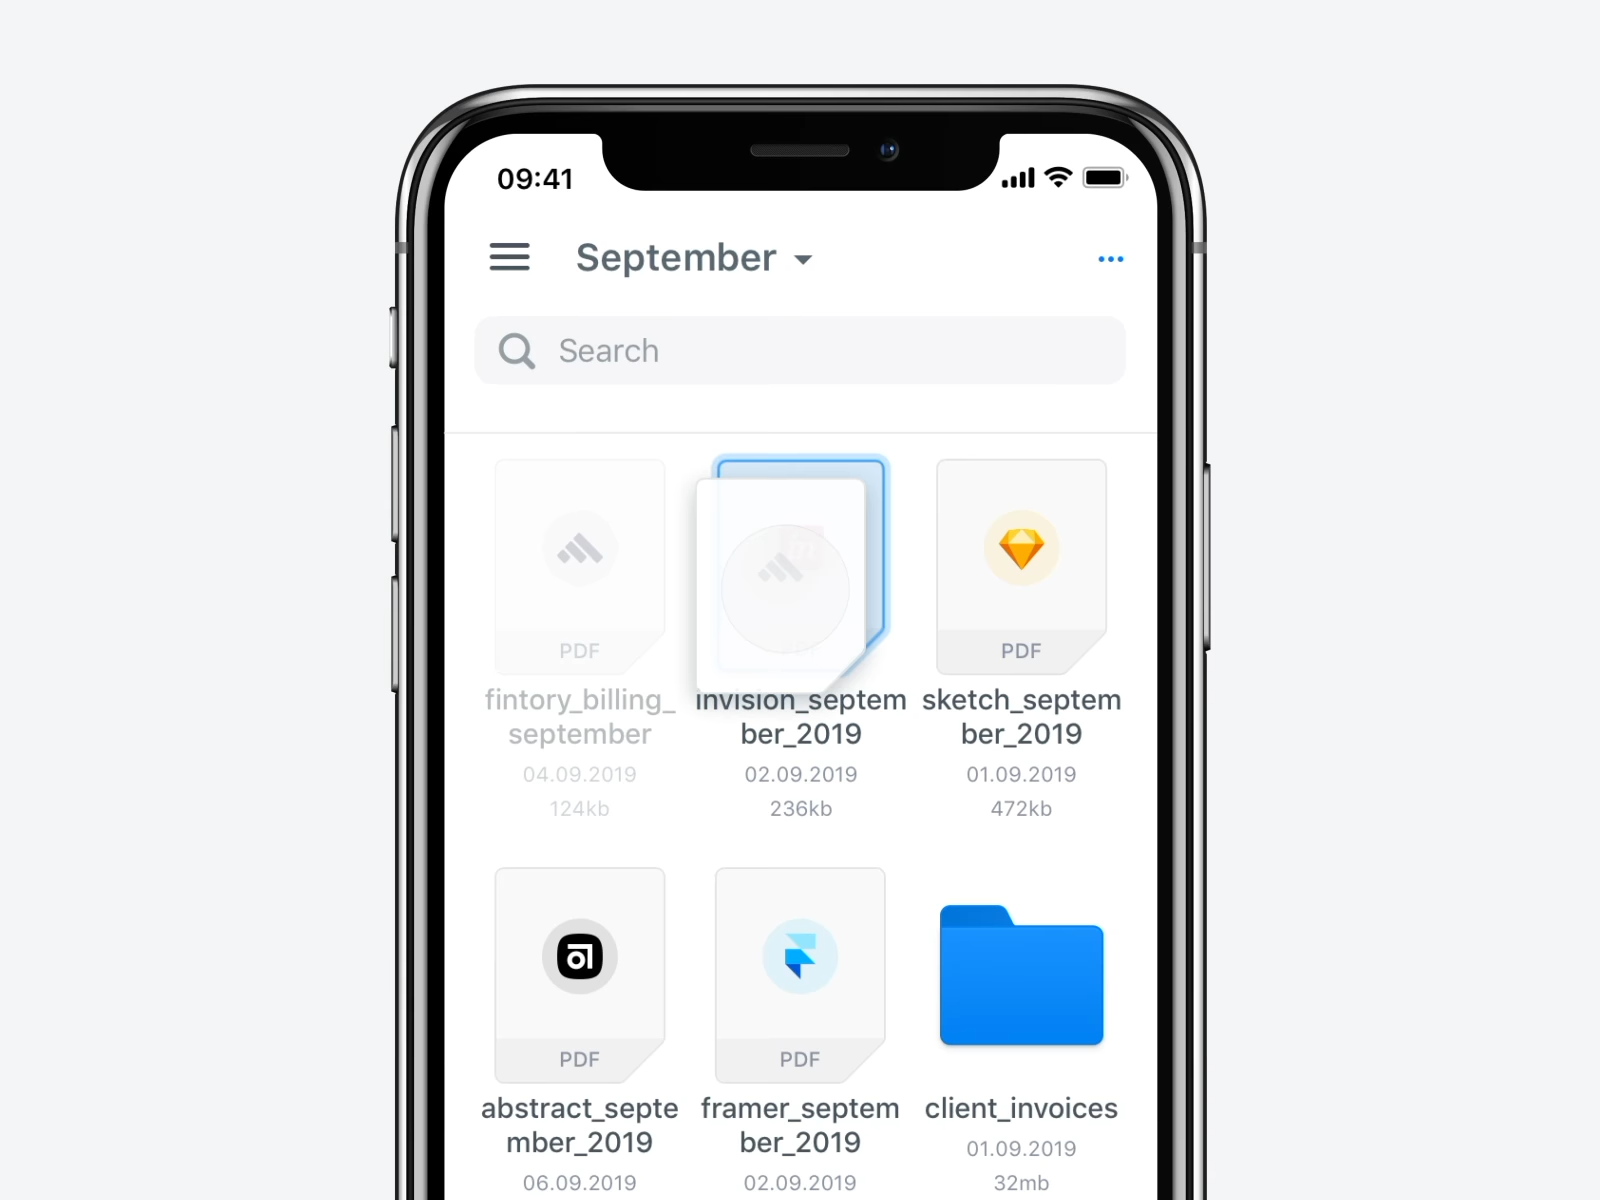 09:41
September
Search
PDF
PDF
fintory_billing_
september
04.09.2019
124kb
invision_septem
ber_2019
02.09.2019
236kb
sketch_septem
ber_2019
01.09.2019
472kb
PDF
PDF
abstract_septe
mber_2019
06.09.2019
framer_septem
ber_2019
02.09.2019
client_invoices
01.09.2019
32mb